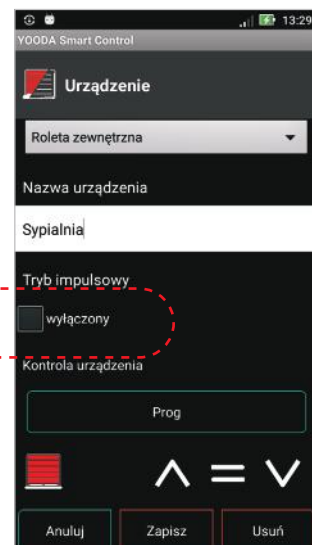 13:29
YOODA Smart Control
Urządzenie
Roleta zewnętrzna
Nazwa urządzenia
Sypialnia
Tryb impulsowy
wyłączony
Kontrola urządzenia
Prog
Anuluj Zapisz Usuń